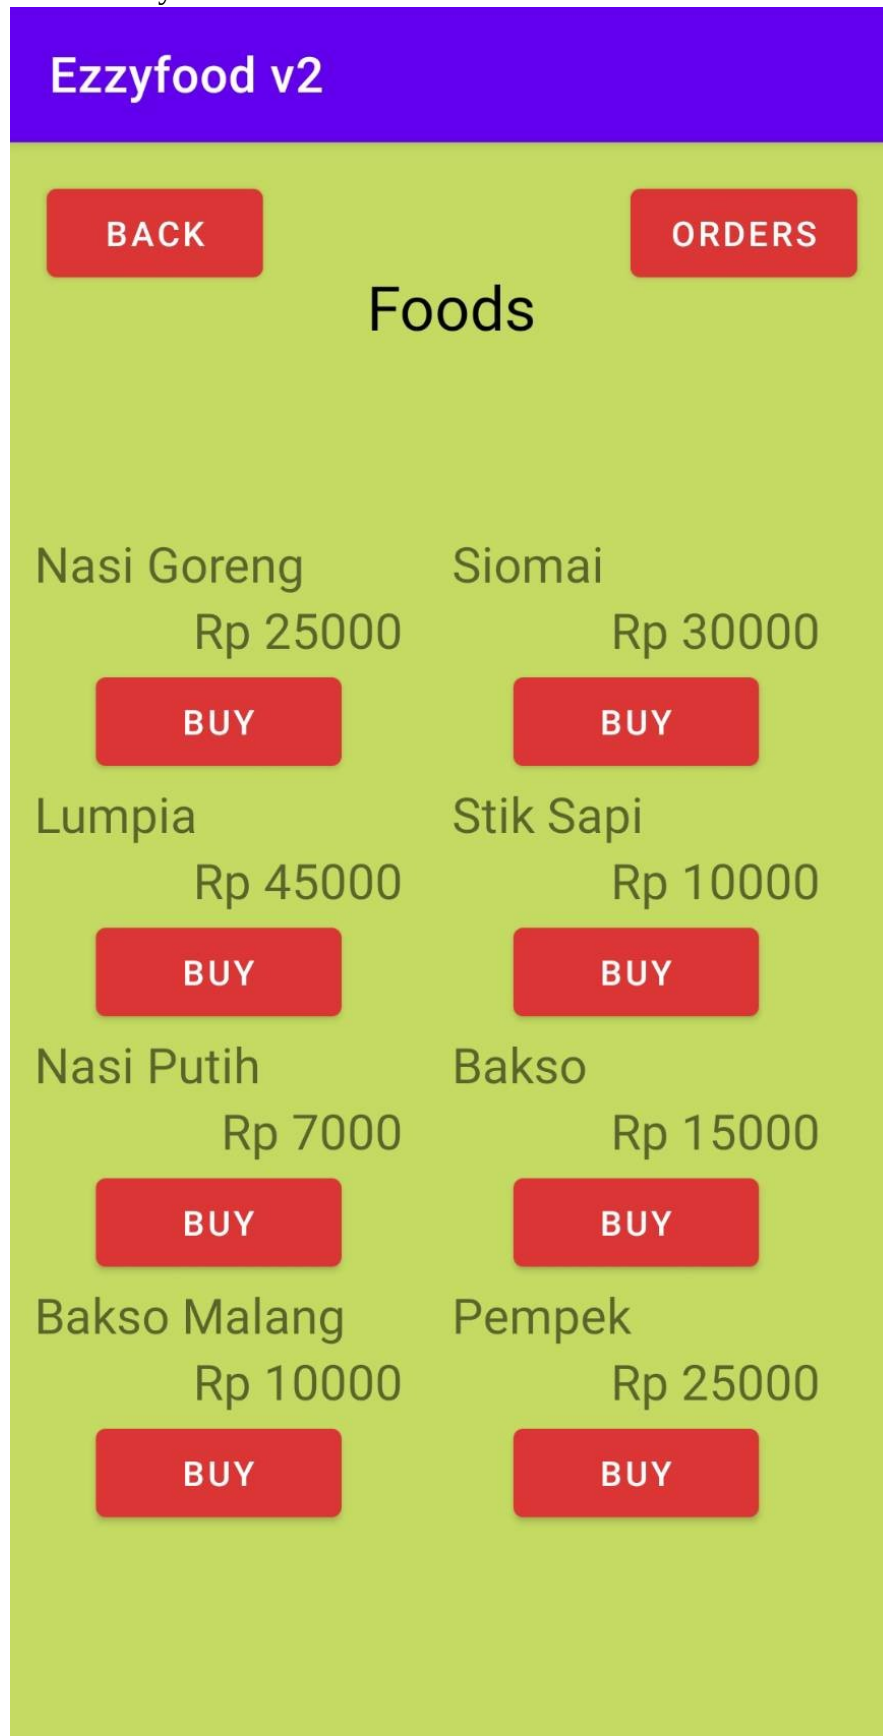 Ezzyfood v2
BACK
ORDERS
Foods
Nasi Goreng
Rp 25000
BUY
Siomai
Rp 30000
BUY
Lumpia
Rp 45000
BUY
Stik Sapi
Rp 10000
BUY
Nasi Putih
Rp 7000
BUY
Bakso
Rp 15000
BUY
Bakso Malang
Rp 10000
BUY
Pempek
Rp 25000
BUY